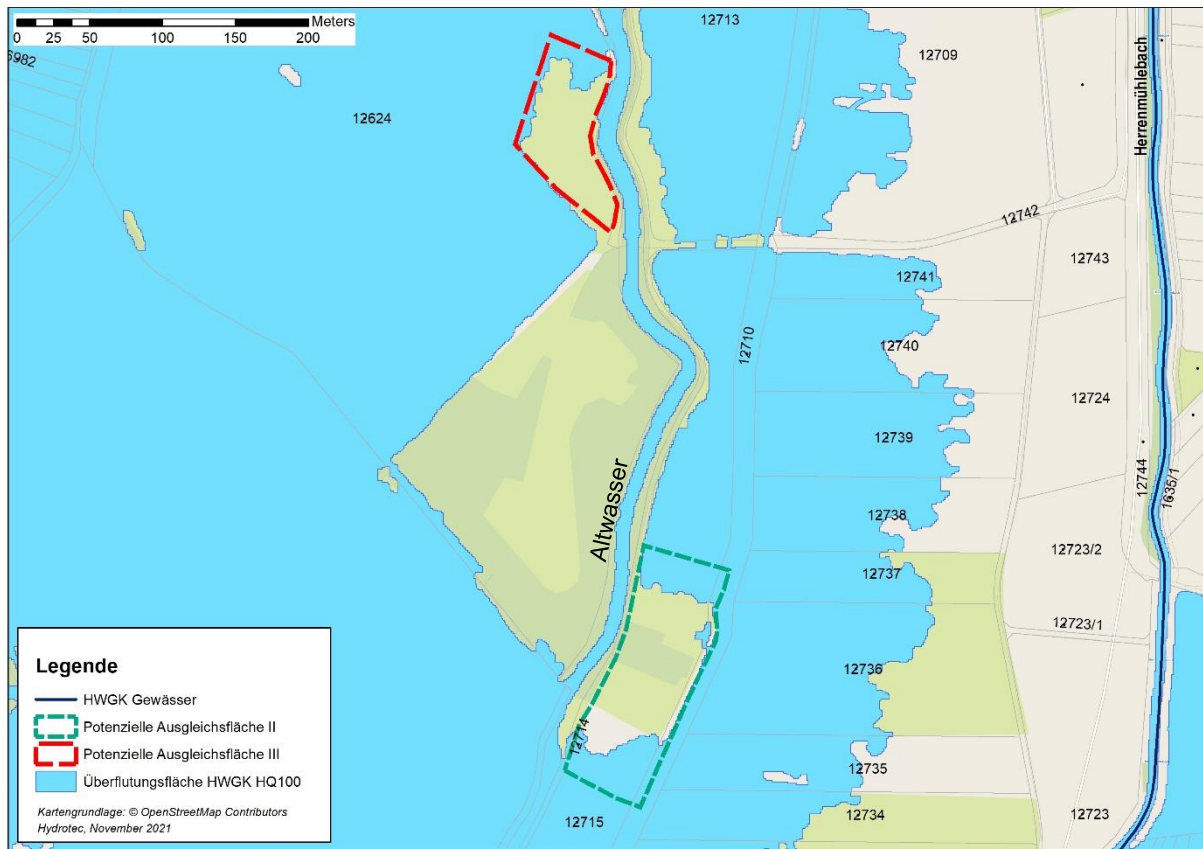 0 25 50 100 150 200 Meters
12713
12709
12624
Herrenmühlebach
12742
12743
12741
12710
12740
12724
12739
12744
1635/1
Altwasser
12738
12723/2
12737
12723/1
12736
12714
12735
12734
12723
12715
Legende
HWGK Gewässer
Potenzielle Ausgleichsfläche II
Potenzielle Ausgleichsfläche III
Überflutungsfläche HWGK HQ100
Kartengrundlage: © OpenStreetMap Contributors
Hydrotec, November 2021